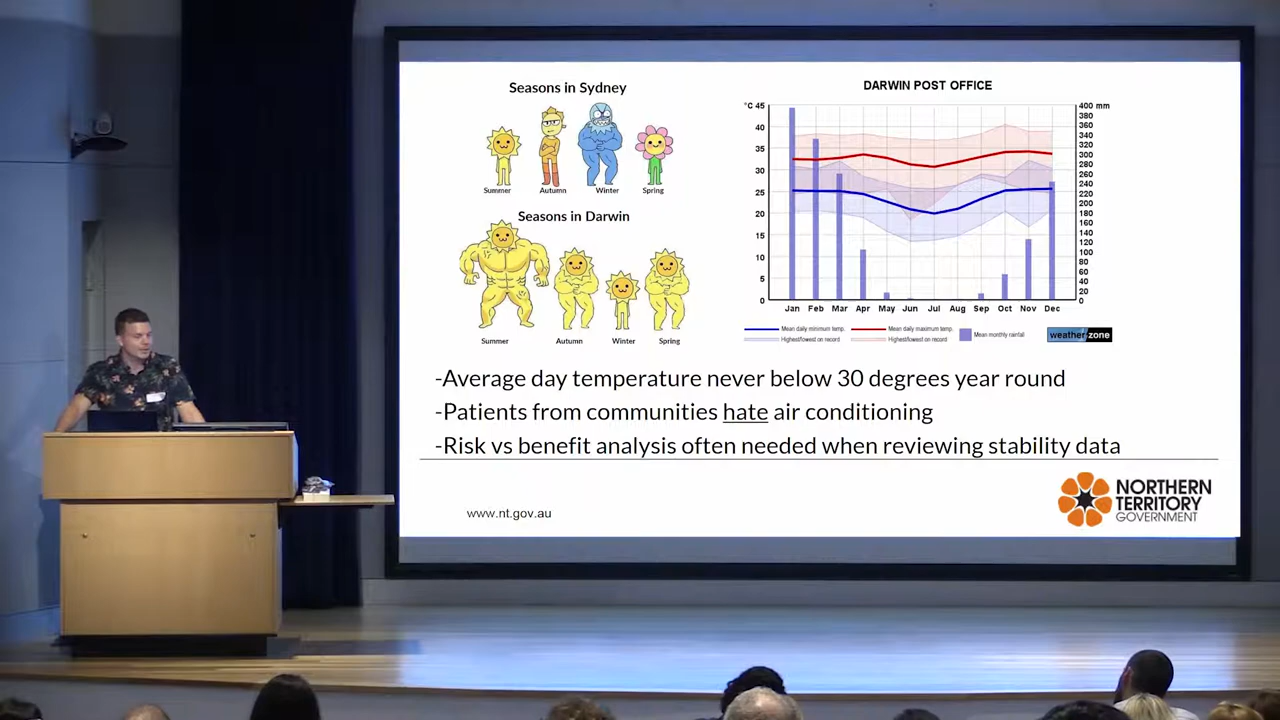 Seasons in Sydney
Summer
Autumn
Winter
Spring
Seasons in Darwin
Summer
Autumn
Winter
Spring
DARWIN POST OFFICE
°C 45
40
35
30
25
20
15
10
5
0
400 mm
380
360
340
320
300
280
260
240
220
200
180
160
140
120
100
80
60
40
20
0
Jan Feb Mar Apr May Jun Jul Aug Sep Oct Nov Dec
Mean daily minimum temp. Mean daily maximum temp. Mean monthly rainfall
Highest/lowest on record Highest/lowest on record
weatherzone
-Average day temperature never below 30 degrees year round
-Patients from communities hate air conditioning
-Risk vs benefit analysis often needed when reviewing stability data
www.nt.gov.au
NORTHERN
TERRITORY
GOVERNMENT